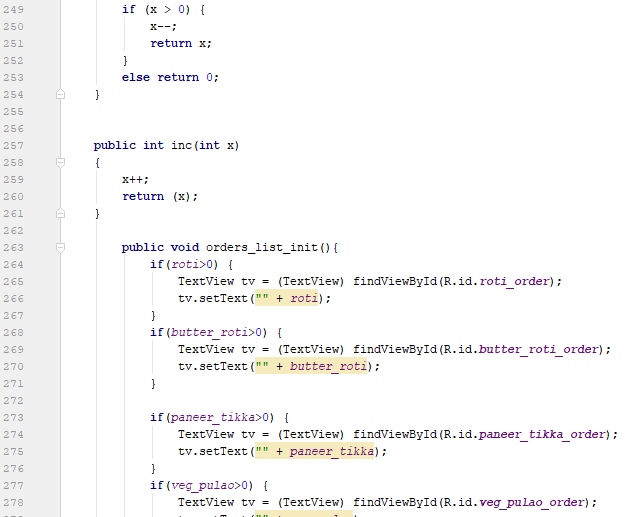 249 if (x > 0) {
250 x--;
251 return x;
252 }
253 else return 0;
254 }
255
256
257 public int inc(int x)
258 {
259 x++;
260 return (x);
261 }
262
263 public void orders_list_init(){
264 if(roti>0) {
265 TextView tv = (TextView) findViewById(R.id.roti_order);
266 tv.setText("" + roti);
267 }
268 if(butter_roti>0) {
269 TextView tv = (TextView) findViewById(R.id.butter_roti_order);
270 tv.setText("" + butter_roti);
271 }
272
273 if(paneer_tikka>0) {
274 TextView tv = (TextView) findViewById(R.id.paneer_tikka_order);
275 tv.setText("" + paneer_tikka);
276 }
277 if(veg_pulao>0) {
278 TextView tv = (TextView) findViewById(R.id.veg_pulao_order);